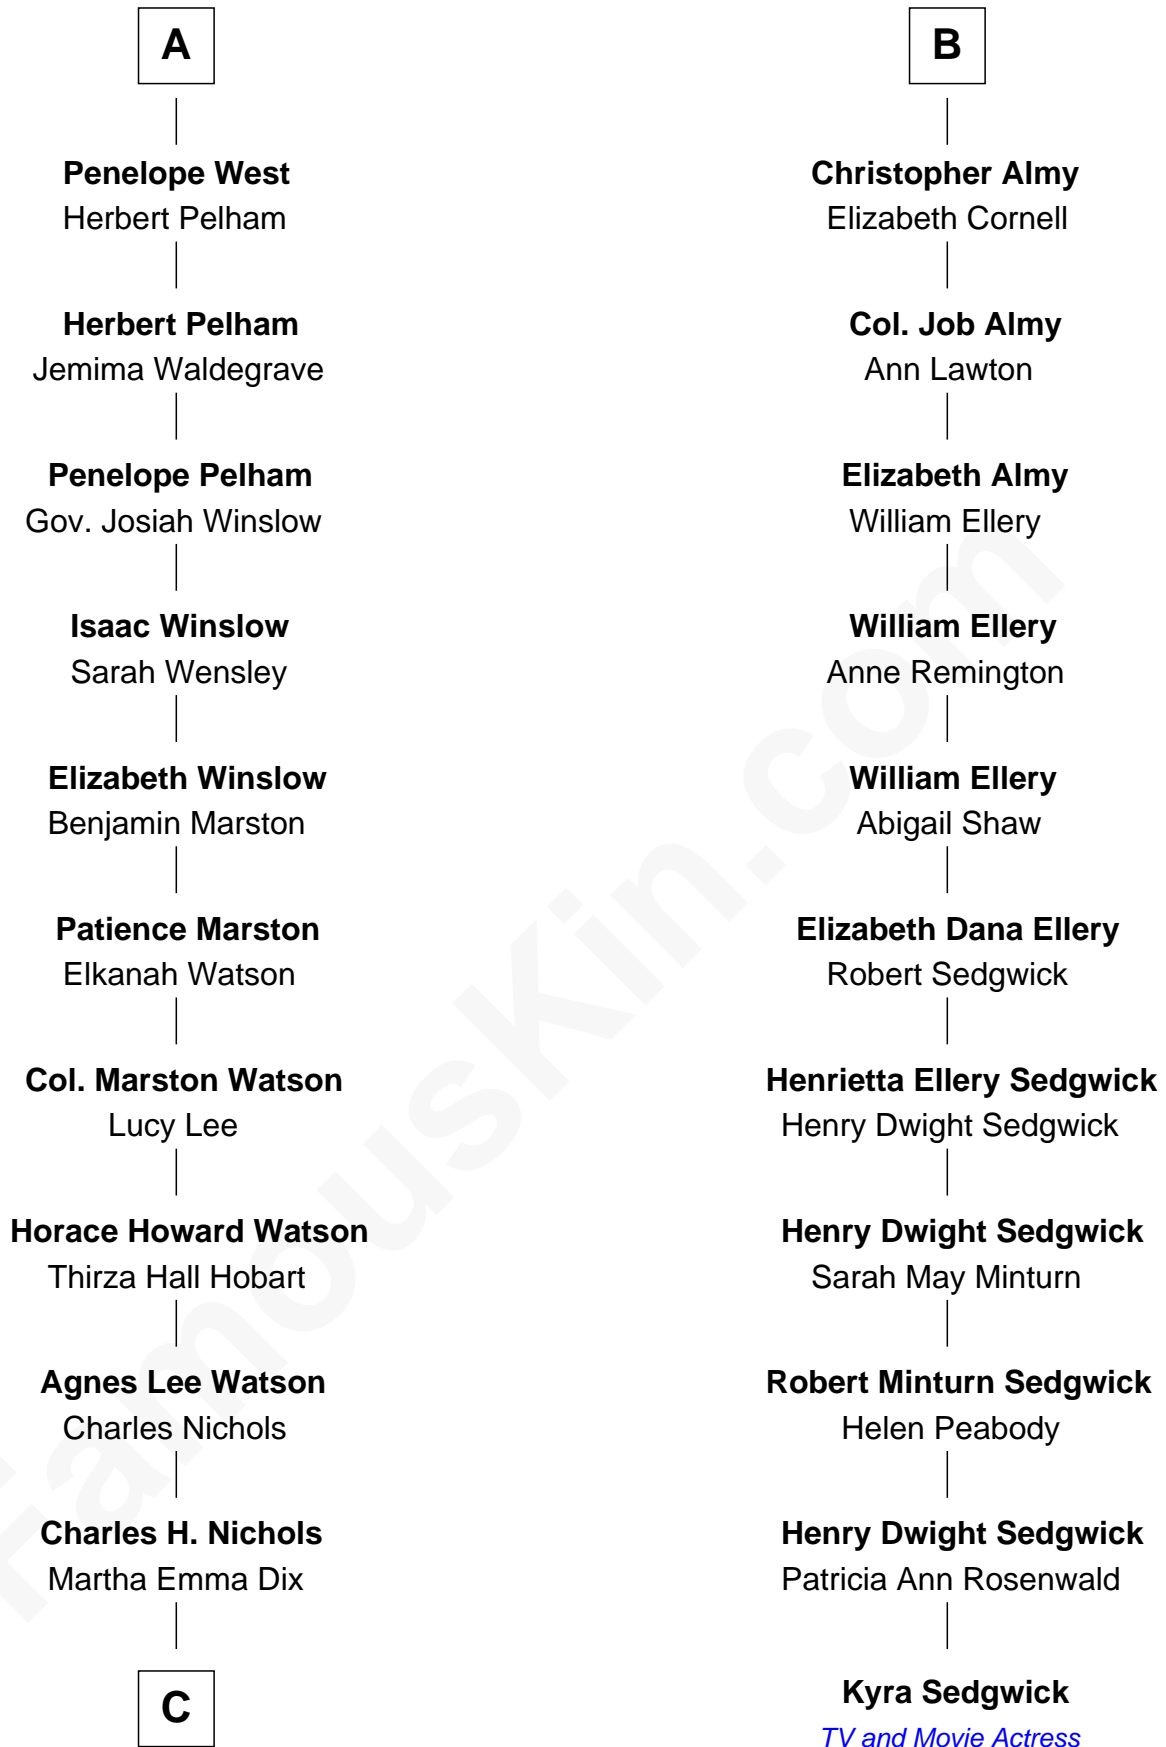 A
Penelope West
Herbert Pelham
Herbert Pelham
Jemima Waldegrave
Penelope Pelham
Gov. Josiah Winslow
Isaac Winslow
Sarah Wensley
Elizabeth Winslow
Benjamin Marston
Patience Marston
Elkanah Watson
Col. Marston Watson
Lucy Lee
Horace Howard Watson
Thirza Hall Hobart
Agnes Lee Watson
Charles Nichols
Charles H. Nichols
Martha Emma Dix
C
B
Christopher Almy
Elizabeth Cornell
Col. Job Almy
Ann Lawton
Elizabeth Almy
William Ellery
William Ellery
Anne Remington
William Ellery
Abigail Shaw
Elizabeth Dana Ellery
Robert Sedgwick
Henrietta Ellery Sedgwick
Henry Dwight Sedgwick
Henry Dwight Sedgwick
Sarah May Minturn
Robert Minturn Sedgwick
Helen Peabody
Henry Dwight Sedgwick
Patricia Ann Rosenwald
Kyra Sedgwick
TV and Movie Actress
FamousKin.com